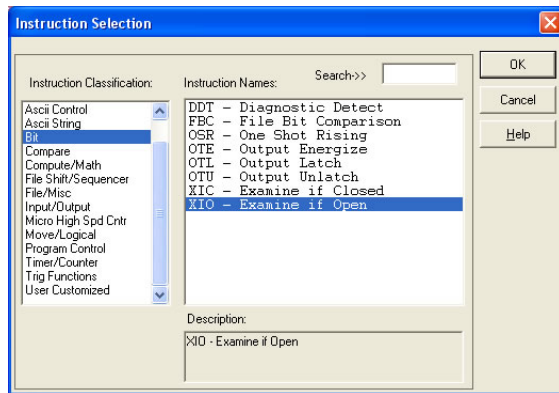 Instruction Selection
OK
Cancel
Help
Instruction Classification:
Ascii Control
Ascii String
Bit
Compare
Compute/Math
File Shift/Sequencer
File/Misc
Input/Output
Micro High Spd Cntr
Move/Logical
Program Control
Timer/Counter
Trig Functions
User Customized
Instruction Names:
Search->>
DDT - Diagnostic Detect
FBC - File Bit Comparison
OSR - One Shot Rising
OTE - Output Energize
OTL - Output Latch
OTU - Output Unlatch
XIC - Examine if Closed
XIO - Examine if Open
Description:
XIO - Examine if Open